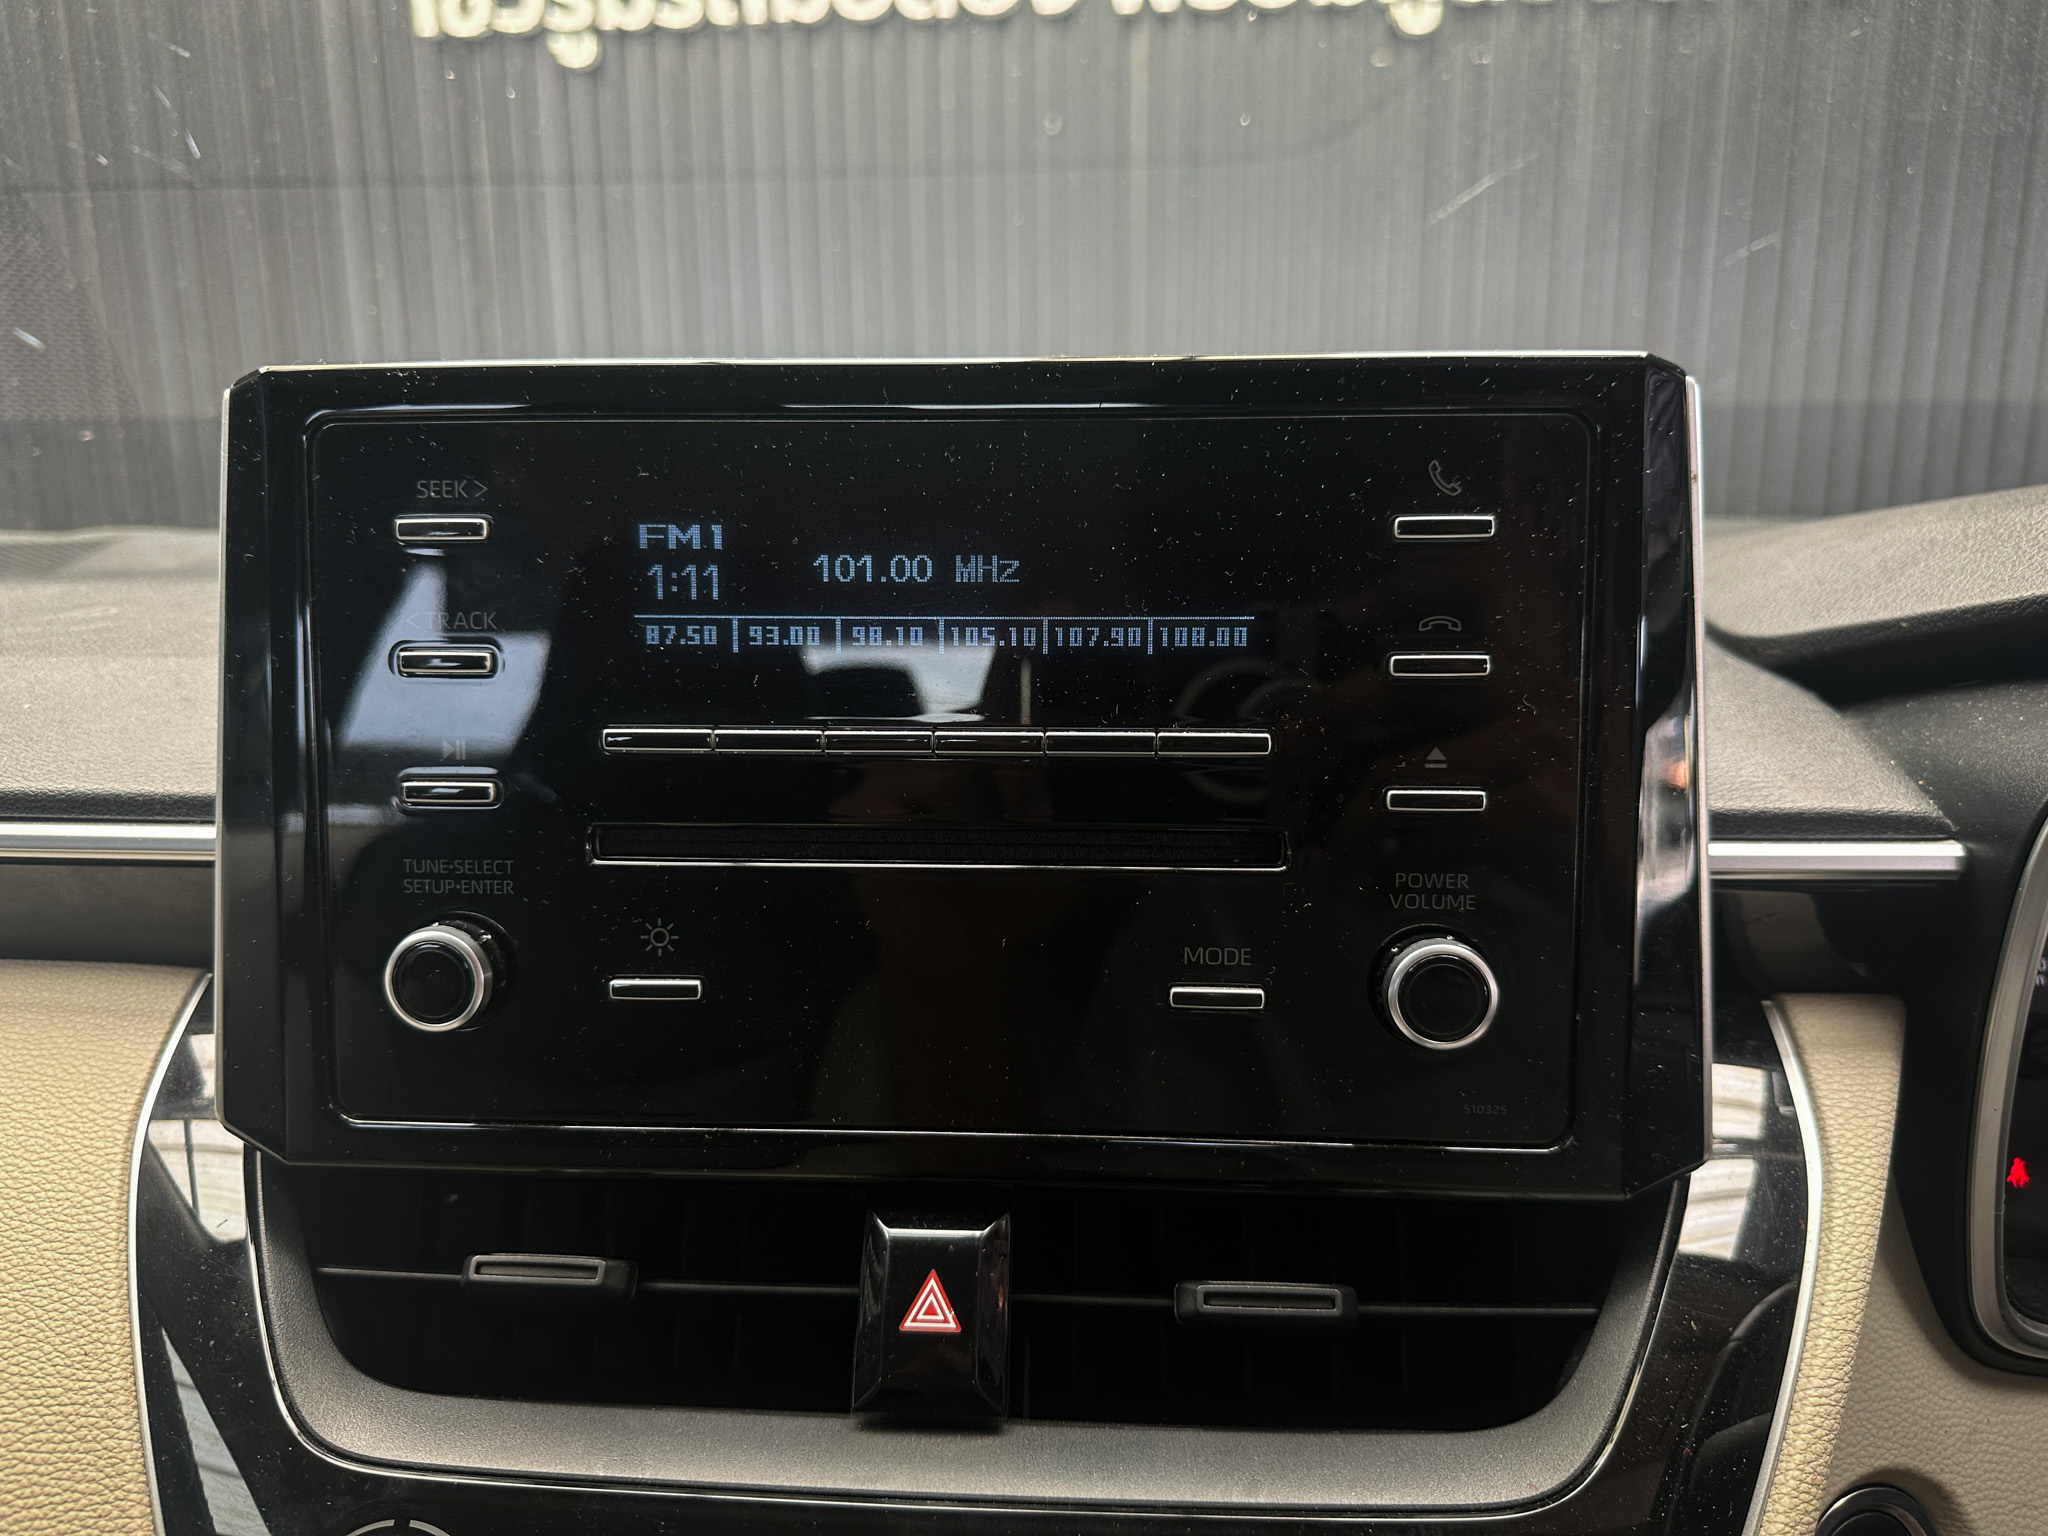 SEEK >
FM1
1:11
101.00 MHz
< TRACK
87.50 | 93.00 | 98.10 | 105.10 | 107.90 | 108.00
TUNE·SELECT
SETUP·ENTER
POWER
VOLUME
MODE
510325